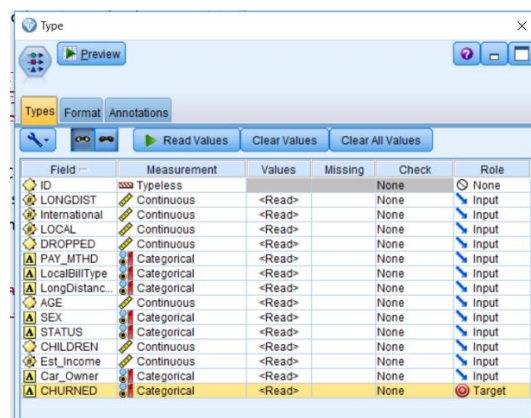 Type
Preview
Types Format Annotations
Read Values Clear Values Clear All Values
Field Measurement Values Missing Check Role
ID Typeless None None
LONGDIST Continuous <Read> None Input
International Continuous <Read> None Input
LOCAL Continuous <Read> None Input
DROPPED Continuous <Read> None Input
A PAY_MTHD Categorical <Read> None Input
A LocalBillType Categorical <Read> None Input
A LongDistanc... Categorical <Read> None Input
AGE Continuous <Read> None Input
A SEX Categorical <Read> None Input
A STATUS Categorical <Read> None Input
CHILDREN Continuous <Read> None Input
Est_Income Continuous <Read> None Input
A Car_Owner Categorical <Read> None Input
A CHURNED Categorical <Read> None Target